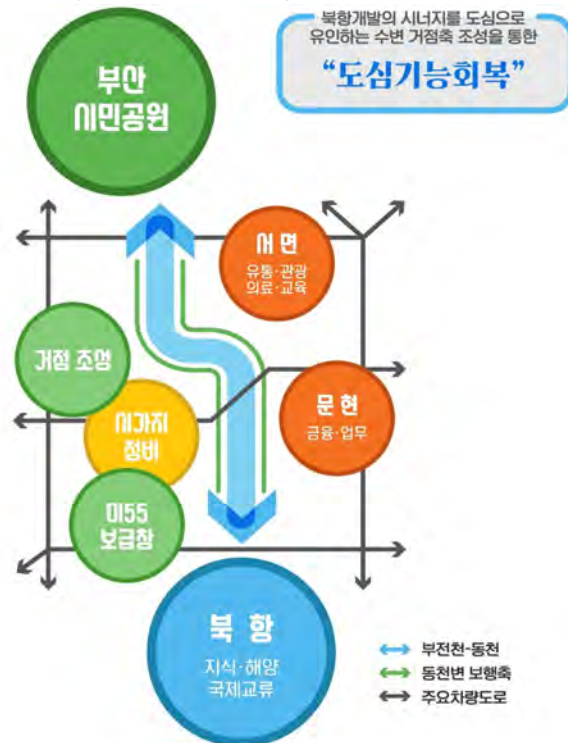 북항개발의 시너지를 도심으로
유인하는 수변 거점축 조성을 통한
“도심기능회복”
부산
시민공원
서 면
유통·관광
의료·교육
거점 조성
시가지
정비
문 현
금융·업무
미55
보급창
북 항
지식·해양
국제교류
부전천-동천
동천변 보행축
주요차량도로